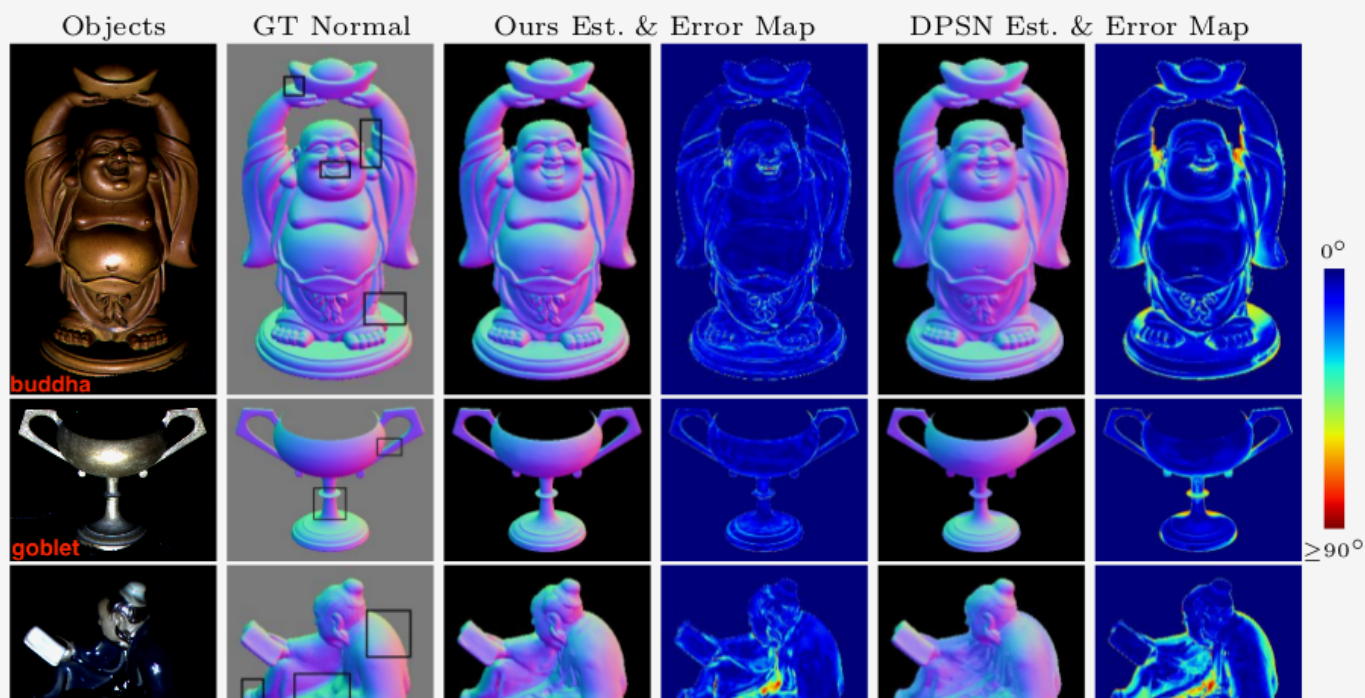 Objects GT Normal Ours Est. & Error Map DPSN Est. & Error Map
buddha
0°
goblet
≥90°